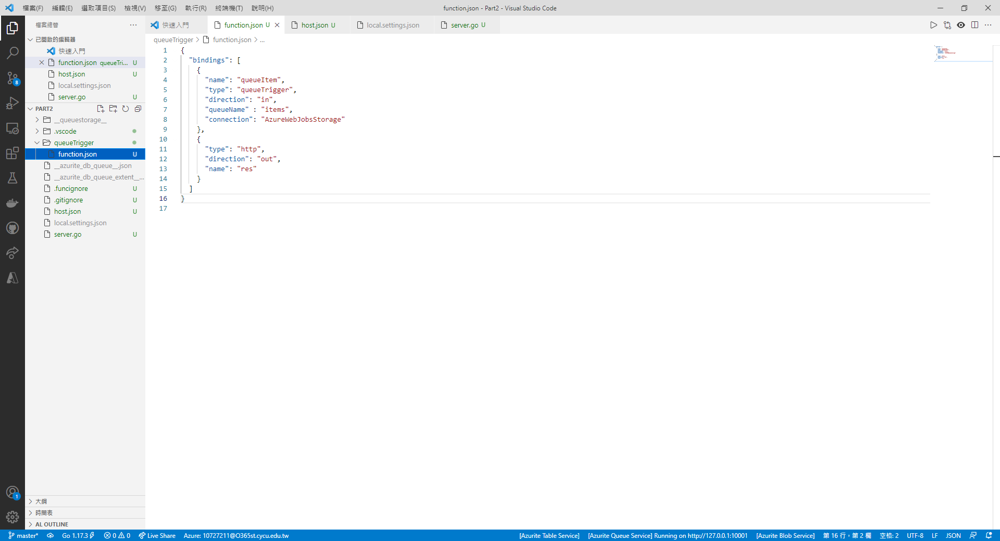 檔案(F) 編輯(E) 選取項目(S) 檢視(V) 移至(G) 執行(R) 終端機(T) 說明(H)
function.json - Part2 - Visual Studio Code
檔案總管
快速入門
function.json U
host.json U
local.settings.json
server.go U
已開啟的編輯器
快速入門
function.json queueTri... U
host.json U
local.settings.json
server.go U
PART2
__queuestorage__
.vscode
queueTrigger
function.json U
__azurite_db_queue__.json
__azurite_db_queue_extent__...
.funcignore U
.gitignore U
host.json U
local.settings.json
server.go U
大綱
時間表
AL OUTLINE
8
1
queueTrigger > function.json > ...
1 {
2 "bindings": [
3 {
4 "name": "queueItem",
5 "type": "queueTrigger",
6 "direction": "in",
7 "queueName" : "items",
8 "connection": "AzureWebJobsStorage"
9 },
10 {
11 "type": "http",
12 "direction": "out",
13 "name": "res"
14 }
15 ]
16 }
17
master* Go 1.17.3 0 0 Live Share Azure: 10727211@O365st.cycu.edu.tw
[Azurite Table Service] [Azurite Queue Service] Running on http://127.0.0.1:10001 [Azurite Blob Service] 第 16 行，第 2 欄 空格: 2 UTF-8 LF JSON